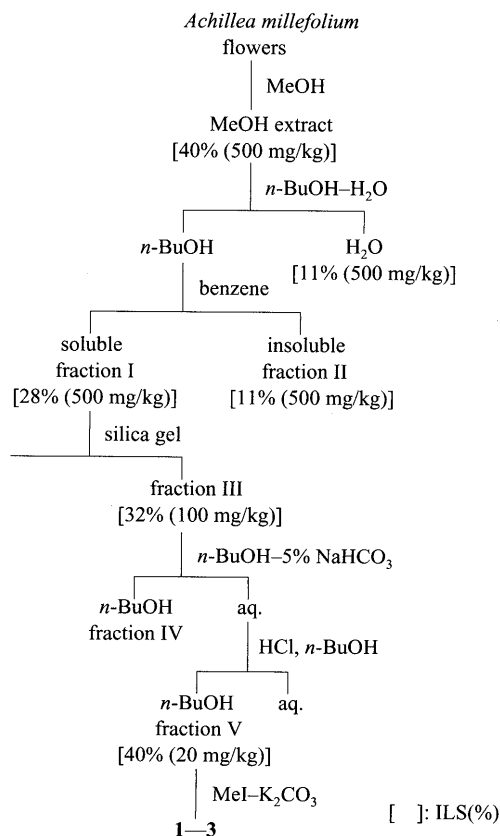 Achillea millefolium
flowers
MeOH
MeOH extract
[40% (500 mg/kg)]
n-BuOH–H₂O
n-BuOH
H₂O
[11% (500 mg/kg)]
benzene
soluble
fraction I
[28% (500 mg/kg)]
insoluble
fraction II
[11% (500 mg/kg)]
silica gel
fraction III
[32% (100 mg/kg)]
n-BuOH–5% NaHCO₃
n-BuOH
fraction IV
aq.
HCl, n-BuOH
n-BuOH
fraction V
[40% (20 mg/kg)]
aq.
MeI–K₂CO₃
1—3
[ ]: ILS(%)